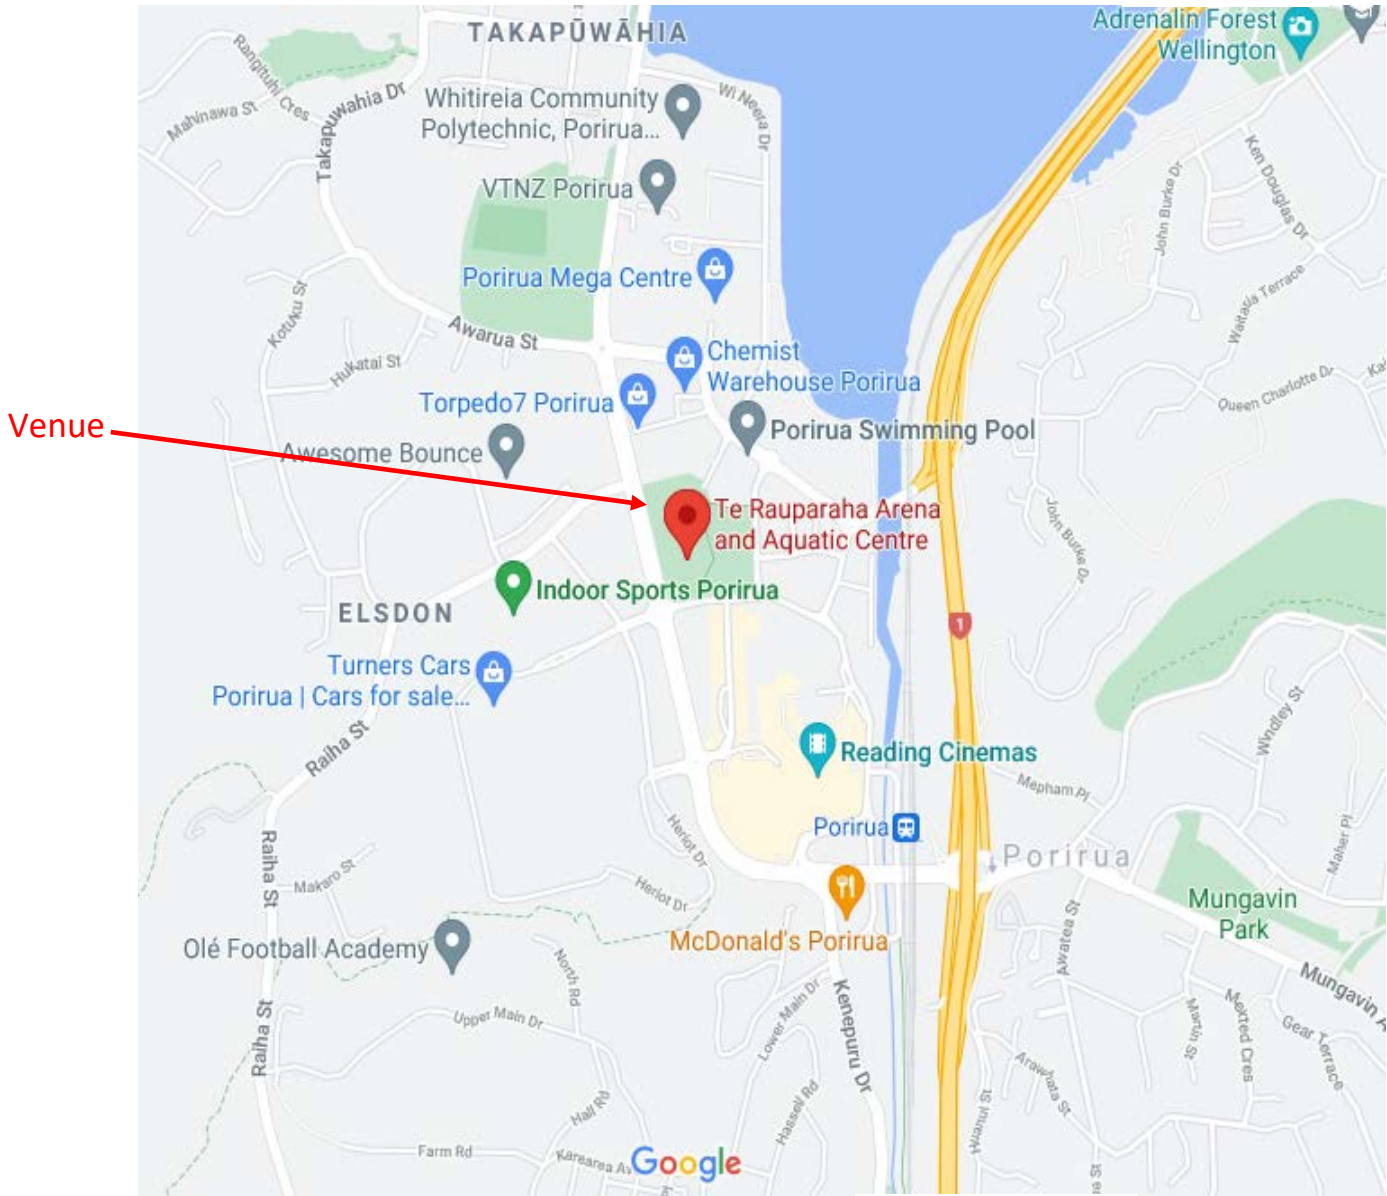 TAKAPŪWĀHIA
Adrenalin Forest
Wellington
Rangituhi Cres
Mahinawa St
Takapuwahia Dr
Whitireia Community
Polytechnic, Porirua...
Wi Neera Dr
VTNZ Porirua
Ken Douglas Dr
John Burke Dr
Porirua Mega Centre
Waitatia Terrace
Kotuku St
Awarua St
Hukatai St
Chemist
Warehouse Porirua
Queen Charlotte Dr
Torpedo7 Porirua
Venue
Porirua Swimming Pool
Awesome Bounce
Te Rauparaha Arena
and Aquatic Centre
John Burke Dr
Indoor Sports Porirua
ELSDON
1
Turners Cars
Porirua | Cars for sale...
Raiha St
Windley St
Reading Cinemas
Mepham Pl
Porirua
Heriot Dr
Maher Pl
Porirua
Raiha St
Makaro St
Heriot Dr
Mungavin
Park
McDonald's Porirua
Olé Football Academy
Awatea St
North Rd
Mungavin A
Lower Main Dr
Kenepuru Dr
Upper Main Dr
Martin St
Mexted Cres
Gear Terrace
Raiha St
Arawhata St
Hassell Rd
Hall Rd
Hiranui St
Farm Rd
Karearea Av
Google